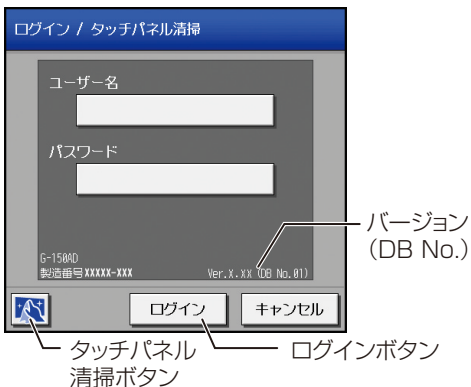 ログイン / タッチパネル清掃
ユーザー名
パスワード
G-150AD
製造番号XXXXX-XXX
Ver.X.XX (DB No.01)
ログイン
キャンセル
バージョン
(DB No.)
タッチパネル
清掃ボタン
ログインボタン